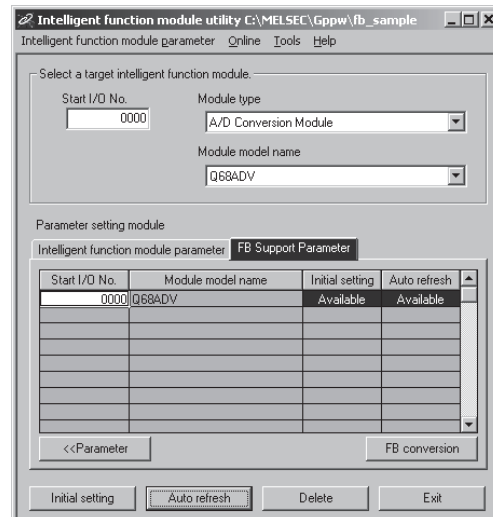 Intelligent function module utility C:\MELSEC\Gppw\fb_sample
Intelligent function module parameter Online Tools Help
Select a target intelligent function module.
Start I/O No. Module type
0000 A/D Conversion Module
Module model name
Q68ADV
Parameter setting module
Intelligent function module parameter FB Support Parameter
Start I/O No. Module model name Initial setting Auto refresh
0000 Q68ADV Available Available
<<Parameter FB conversion
Initial setting Auto refresh Delete Exit